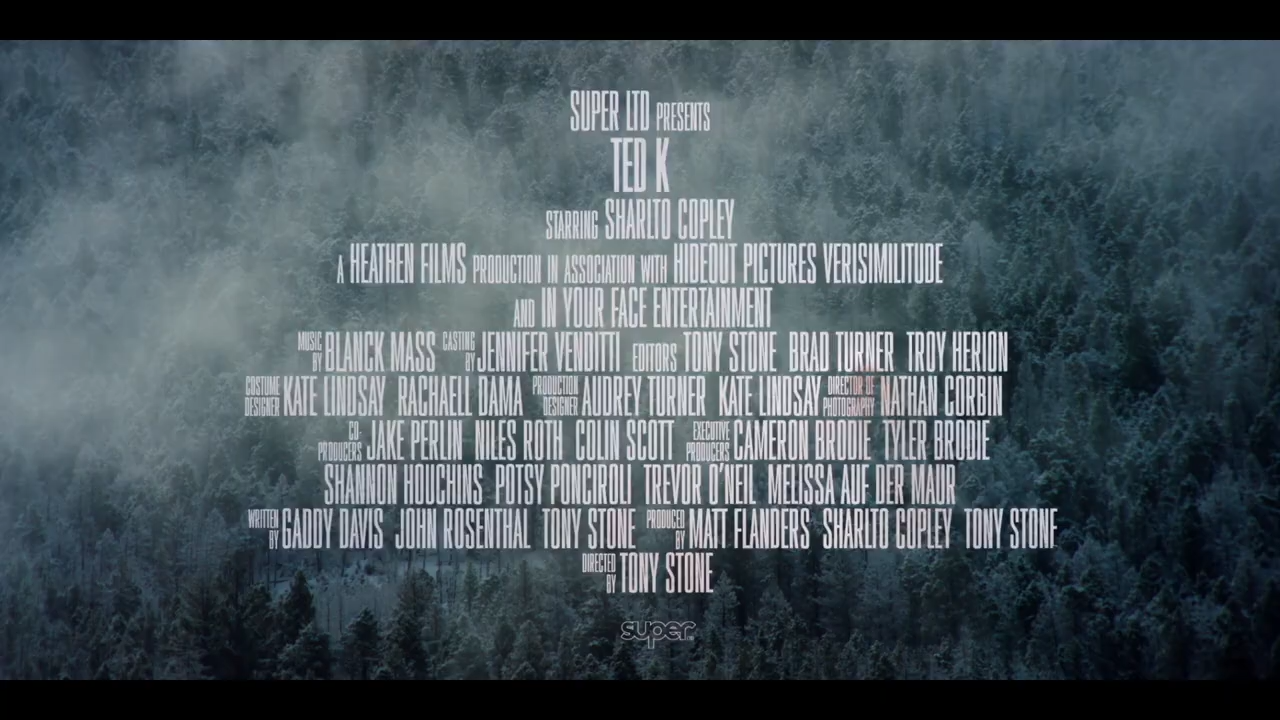 SUPER LTD PRESENTS
TED K
STARRING SHARLTO COPLEY
A HEATHEN FILMS PRODUCTION IN ASSOCIATION WITH HIDEOUT PICTURES VERISIMILITUDE
AND IN YOUR FACE ENTERTAINMENT
MUSIC BY BLANCK MASS CASTING BY JENNIFER VENDITTI EDITORS TONY STONE BRAD TURNER TROY HERION
COSTUME DESIGNER KATE LINDSAY RACHAELL DAMA PRODUCTION DESIGNER AUDREY TURNER KATE LINDSAY DIRECTOR OF PHOTOGRAPHY NATHAN CORBIN
CO-PRODUCERS JAKE PERLIN NILES ROTH COLIN SCOTT EXECUTIVE PRODUCERS CAMERON BRODIE TYLER BRODIE
SHANNON HOUCHINS POTSY PONCIROLI TREVOR O'NEIL MELISSA AUF DER MAUR
WRITTEN BY GADDY DAVIS JOHN ROSENTHAL TONY STONE PRODUCED BY MATT FLANDERS SHARLTO COPLEY TONY STONE
DIRECTED BY TONY STONE
super LTD